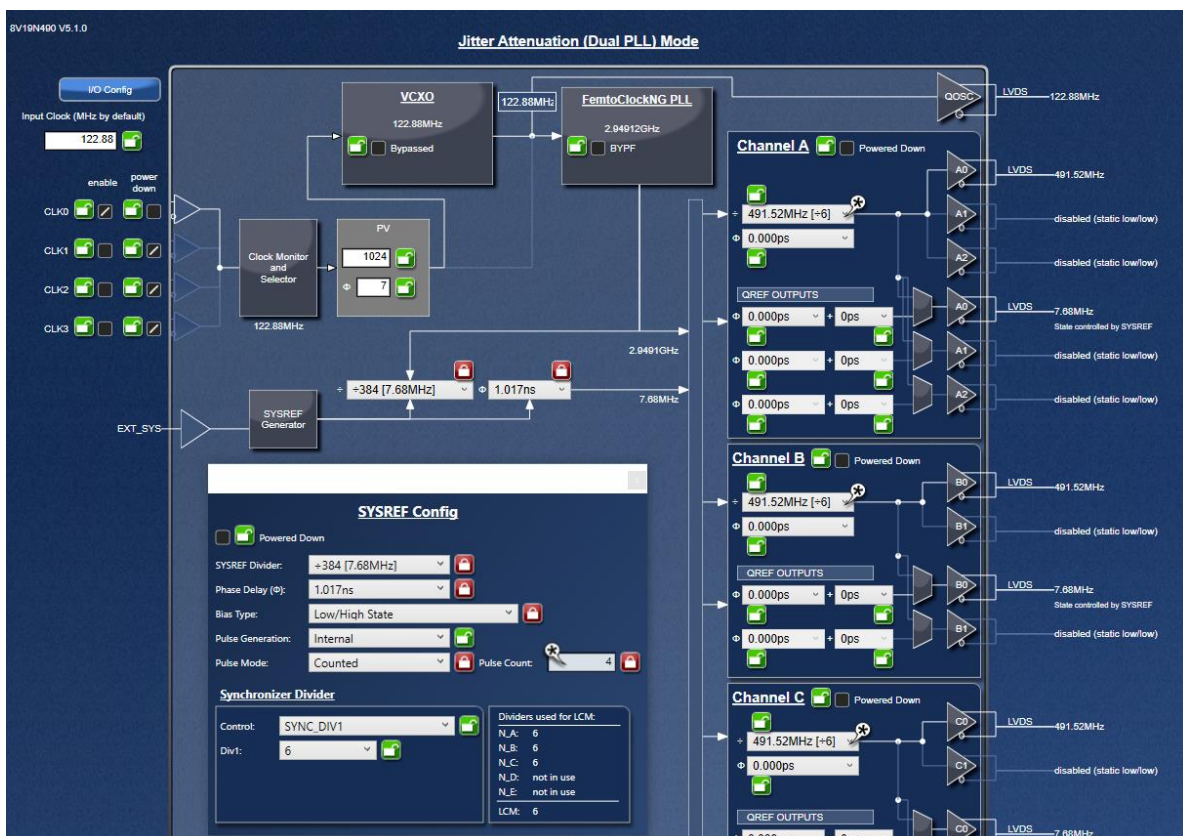 8V19N490 V5.1.0
Jitter Attenuation (Dual PLL) Mode
I/O Config
Input Clock (MHz by default)
122.88
enable
power
down
CLK0
CLK1
CLK2
CLK3
EXT_SYS
Clock Monitor
and
Selector
122.88MHz
PV
1024
Φ 7
VCXO
122.88MHz
Bypassed
122.88MHz
FemtoClockNG PLL
2.94912GHz
BYPF
QOSC
LVDS
122.88MHz
2.9491GHz
SYSREF
Generator
÷ ÷384 [7.68MHz]
Φ 1.017ns
7.68MHz
Channel A
Powered Down
÷ 491.52MHz [÷6]
Φ 0.000ps
A0 LVDS 491.52MHz
A1 disabled (static low/low)
A2 disabled (static low/low)
QREF OUTPUTS
Φ 0.000ps + 0ps
A0 LVDS 7.68MHz
State controlled by SYSREF
Φ 0.000ps + 0ps
A1 disabled (static low/low)
Φ 0.000ps + 0ps
A2 disabled (static low/low)
Channel B
Powered Down
÷ 491.52MHz [÷6]
Φ 0.000ps
B0 LVDS 491.52MHz
B1 disabled (static low/low)
QREF OUTPUTS
Φ 0.000ps + 0ps
B0 LVDS 7.68MHz
State controlled by SYSREF
Φ 0.000ps + 0ps
B1 disabled (static low/low)
Channel C
Powered Down
÷ 491.52MHz [÷6]
Φ 0.000ps
C0 LVDS 491.52MHz
C1 disabled (static low/low)
QREF OUTPUTS
C0 LVDS 7.68MHz
SYSREF Config
Powered Down
SYSREF Divider: ÷384 [7.68MHz]
Phase Delay (Φ): 1.017ns
Bias Type: Low/High State
Pulse Generation: Internal
Pulse Mode: Counted
Pulse Count: 4
Synchronizer Divider
Control: SYNC_DIV1
Div1: 6
Dividers used for LCM:
N_A: 6
N_B: 6
N_C: 6
N_D: not in use
N_E: not in use
LCM: 6